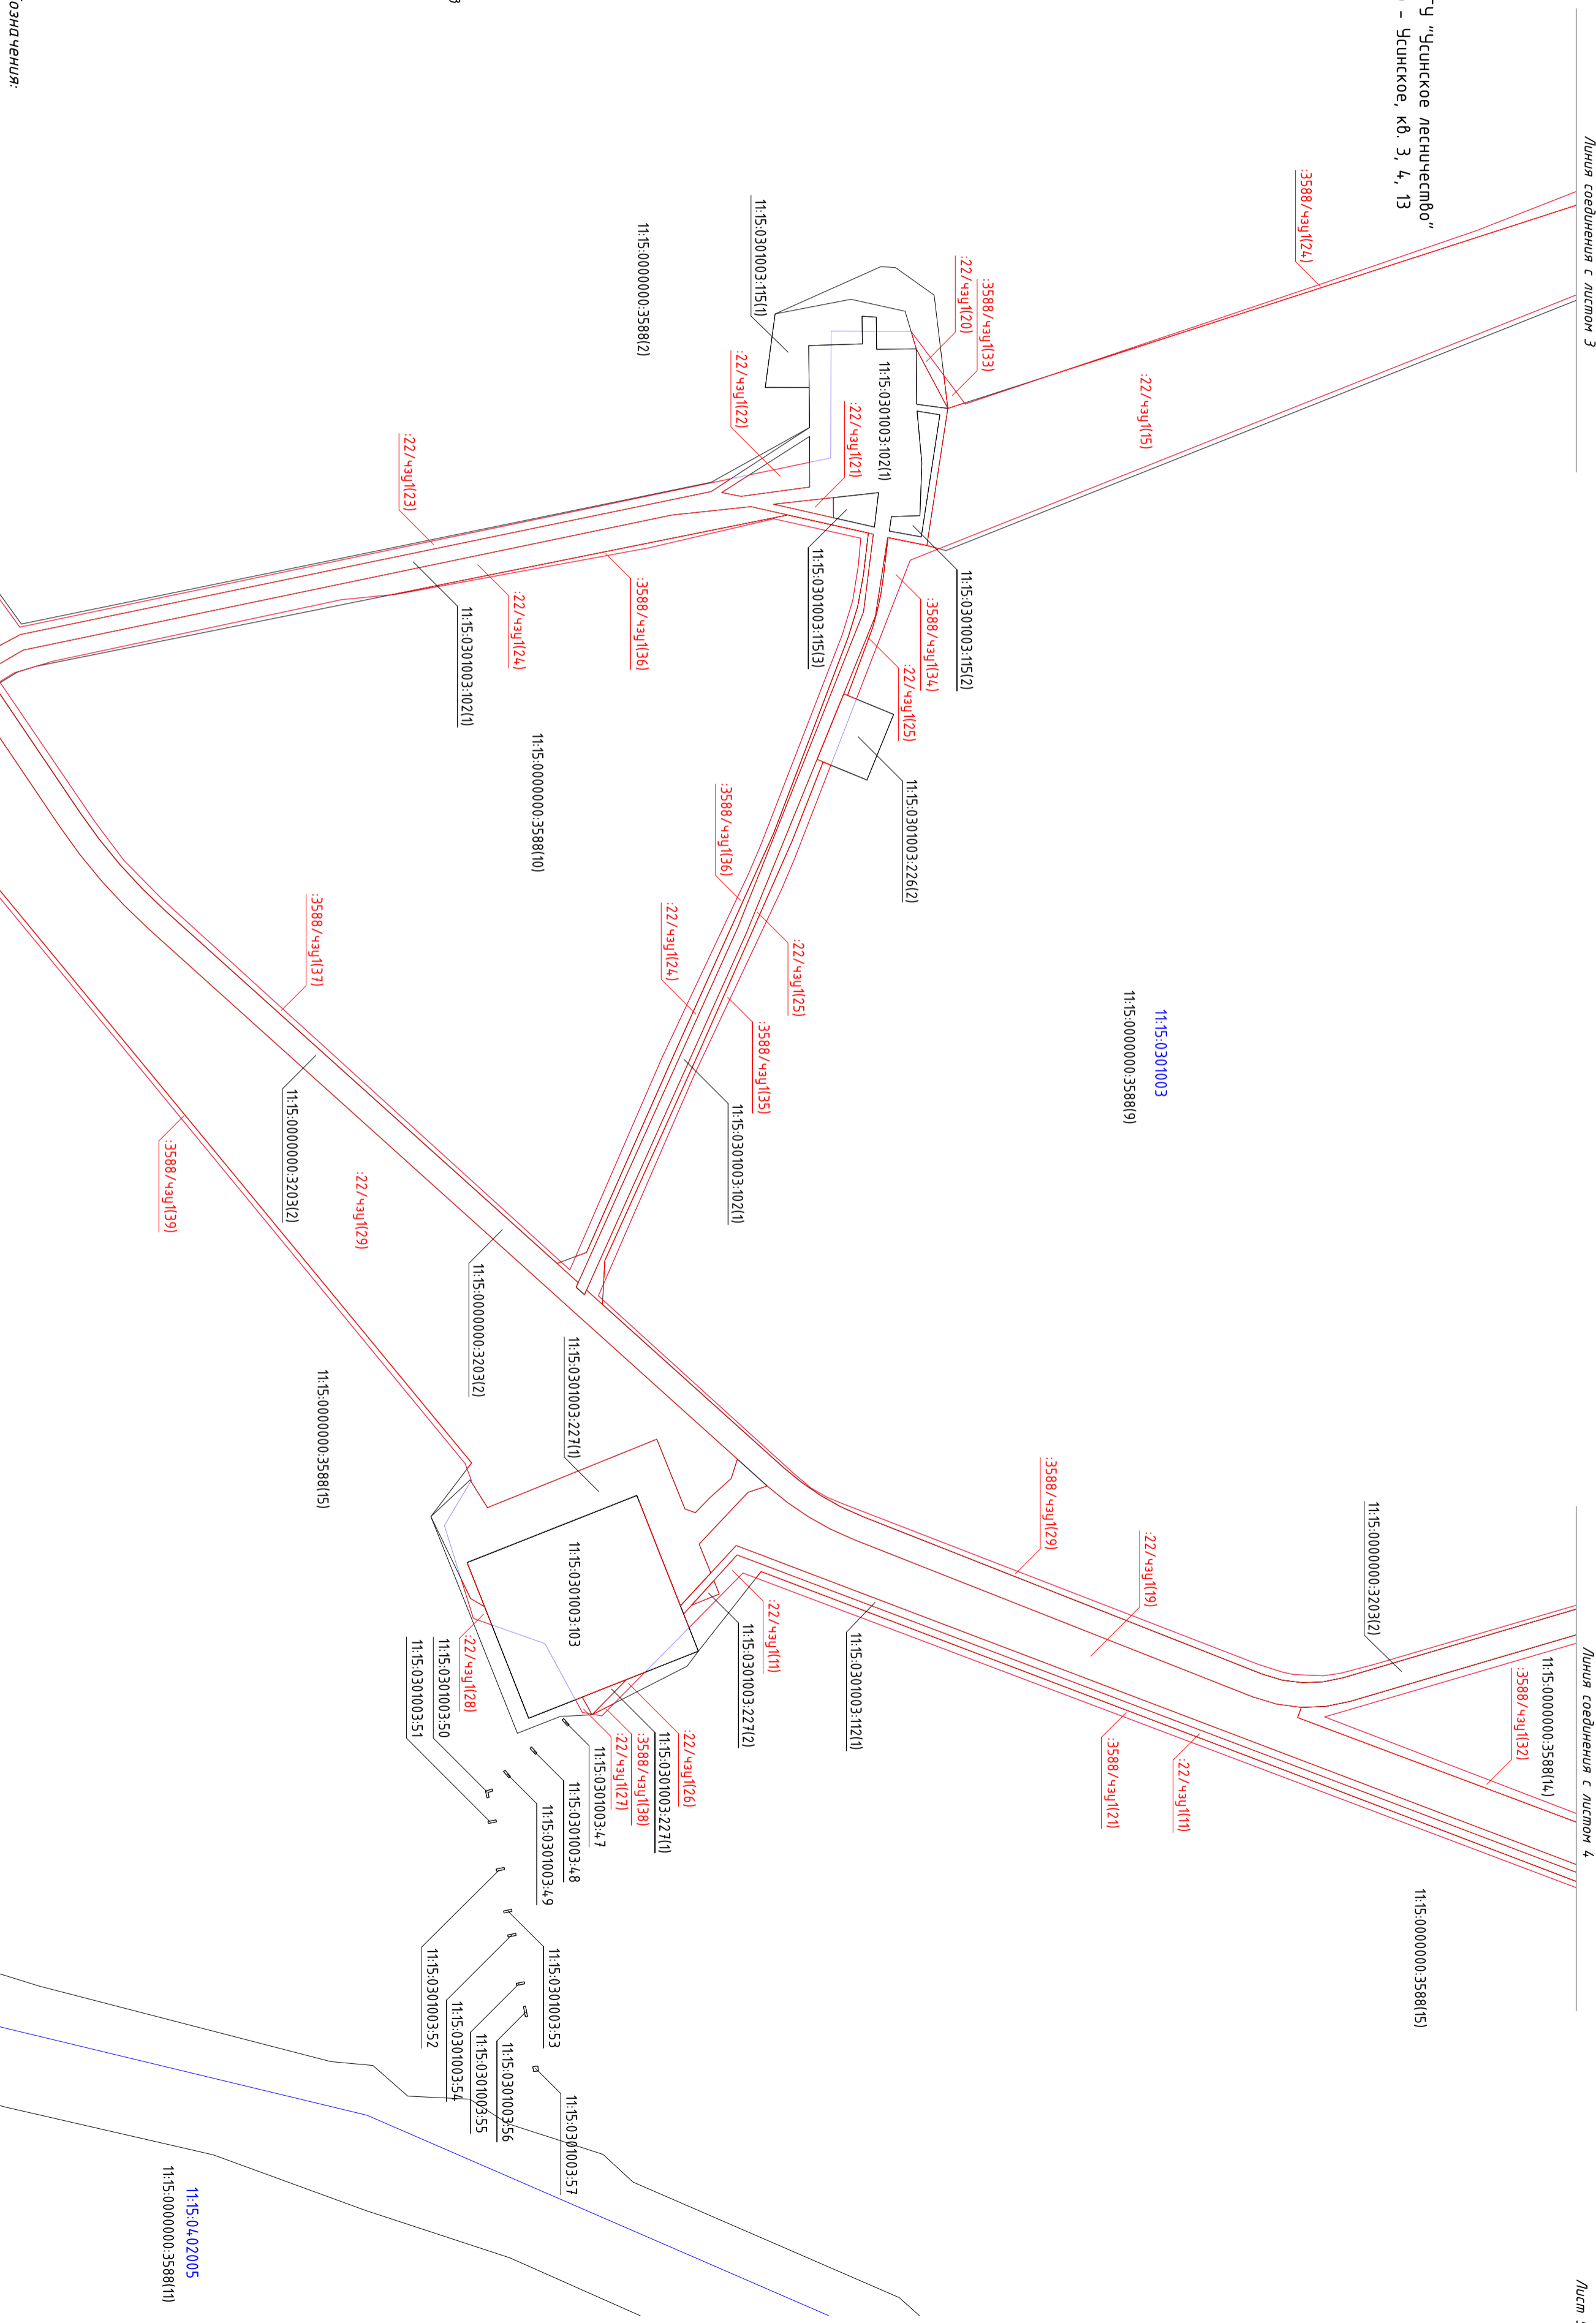 Линия соединения с листом 3
Линия соединения с листом 4
ГУ "Усинское лесничество"
- Усинское, кв. 3, 4, 13
:3588/чзу1(24)
:22/чзу1(15)
:3588/чзу1(33)
:22/чзу1(20)
11:15:0301003:115(1)
11:15:0000000:3588(2)
11:15:0301003:102(1)
:22/чзу1(21)
:22/чзу1(22)
:22/чзу1(23)
11:15:0301003:115(2)
:3588/чзу1(34)
:22/чзу1(25)
11:15:0301003:115(3)
:3588/чзу1(36)
:22/чзу1(24)
11:15:0301003:102(1)
11:15:0000000:3588(10)
11:15:0301003:226(2)
:3588/чзу1(36)
:22/чзу1(24)
:22/чзу1(25)
:3588/чзу1(35)
11:15:0301003:102(1)
11:15:0301003
11:15:0000000:3588(9)
:3588/чзу1(37)
11:15:0000000:3203(2)
:22/чзу1(29)
:3588/чзу1(39)
11:15:0000000:3203(2)
11:15:0301003:227(1)
11:15:0000000:3588(15)
:3588/чзу1(29)
:22/чзу1(19)
11:15:0000000:3203(2)
11:15:0000000:3588(14)
:3588/чзу1(32)
11:15:0301003:103
:22/чзу1(11)
11:15:0301003:227(2)
11:15:0301003:112(1)
:3588/чзу1(21)
:22/чзу1(11)
11:15:0000000:3588(15)
:22/чзу1(26)
11:15:0301003:227(1)
:3588/чзу1(38)
:22/чзу1(27)
:22/чзу1(28)
11:15:0301003:47
11:15:0301003:48
11:15:0301003:49
11:15:0301003:50
11:15:0301003:51
11:15:0301003:52
11:15:0301003:53
11:15:0301003:54
11:15:0301003:55
11:15:0301003:56
11:15:0301003:57
11:15:0402005
11:15:0000000:3588(11)
Лист
означения: